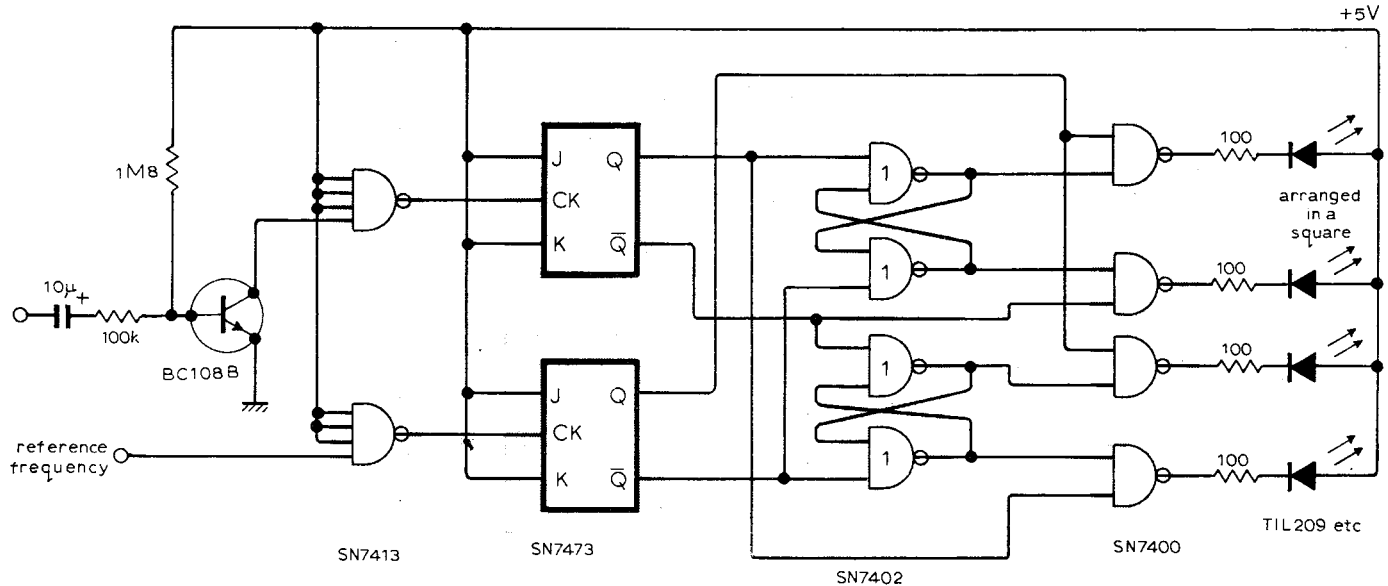 +5V
1M8
10μ
+
100k
BC108B
reference
frequency
J
CK
K
Q
Q̅
J
CK
K
Q
Q̅
1
1
1
1
100
100
100
100
arranged
in a
square
SN7413
SN7473
SN7402
SN7400
TIL209 etc